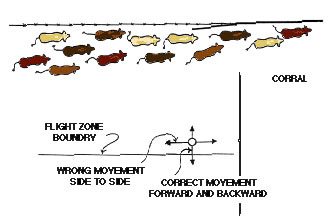 CORRAL
FLIGHT ZONE
BOUNDRY
WRONG MOVEMENT
SIDE TO SIDE
CORRECT MOVEMENT
FORWARD AND BACKWARD